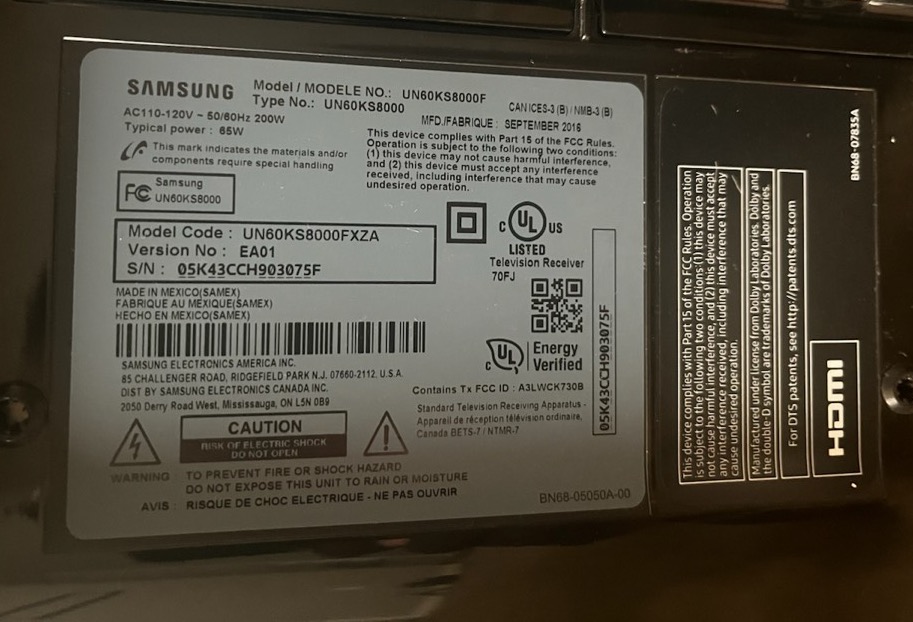 SAMSUNG
Model / MODELE NO.: UN60KS8000F
Type No.: UN60KS8000
AC110-120V ~ 50/60Hz 200W
Typical power : 65W
CAN ICES-3 (B) / NMB-3 (B)
MFD./FABRIQUE : SEPTEMBER 2016
This mark indicates the materials and/or
components require special handling
This device complies with Part 15 of the FCC Rules.
Operation is subject to the following two conditions:
(1) this device may not cause harmful interference,
and (2) this device must accept any interference
received, including interference that may cause
undesired operation.
FC Samsung
UN60KS8000
Model Code : UN60KS8000FXZA
Version No : EA01
S/N : 05K43CCH903075F
C UL US
LISTED
Television Receiver
70FJ
MADE IN MEXICO(SAMEX)
FABRIQUE AU MEXIQUE(SAMEX)
HECHO EN MEXICO(SAMEX)
UL Energy
Verified
05K43CCH903075F
SAMSUNG ELECTRONICS AMERICA INC.
85 CHALLENGER ROAD, RIDGEFIELD PARK N.J. 07660-2112. U.S.A.
DIST BY SAMSUNG ELECTRONICS CANADA INC.
2050 Derry Road West, Mississauga, ON L5N 0B9
Contains Tx FCC ID : A3LWCK730B
Standard Television Receiving Apparatus -
Appareil de réception télévision ordinaire,
Canada BETS-7 / NTMR-7
CAUTION
RISK OF ELECTRIC SHOCK
DO NOT OPEN
WARNING TO PREVENT FIRE OR SHOCK HAZARD
DO NOT EXPOSE THIS UNIT TO RAIN OR MOISTURE
AVIS : RISQUE DE CHOC ELECTRIQUE - NE PAS OUVRIR
BN68-05050A-00
This device complies with Part 15 of the FCC Rules. Operation
is subject to the following two conditions:(1) this device may
not cause harmful interference, and (2) this device must accept
any interference received, including interference that may
cause undesired operation.
Manufactured under license from Dolby Laboratories. Dolby and
the double-D symbol are trademarks of Dolby Laboratories.
For DTS patents, see http://patents.dts.com
HDMI
BN68-07835A